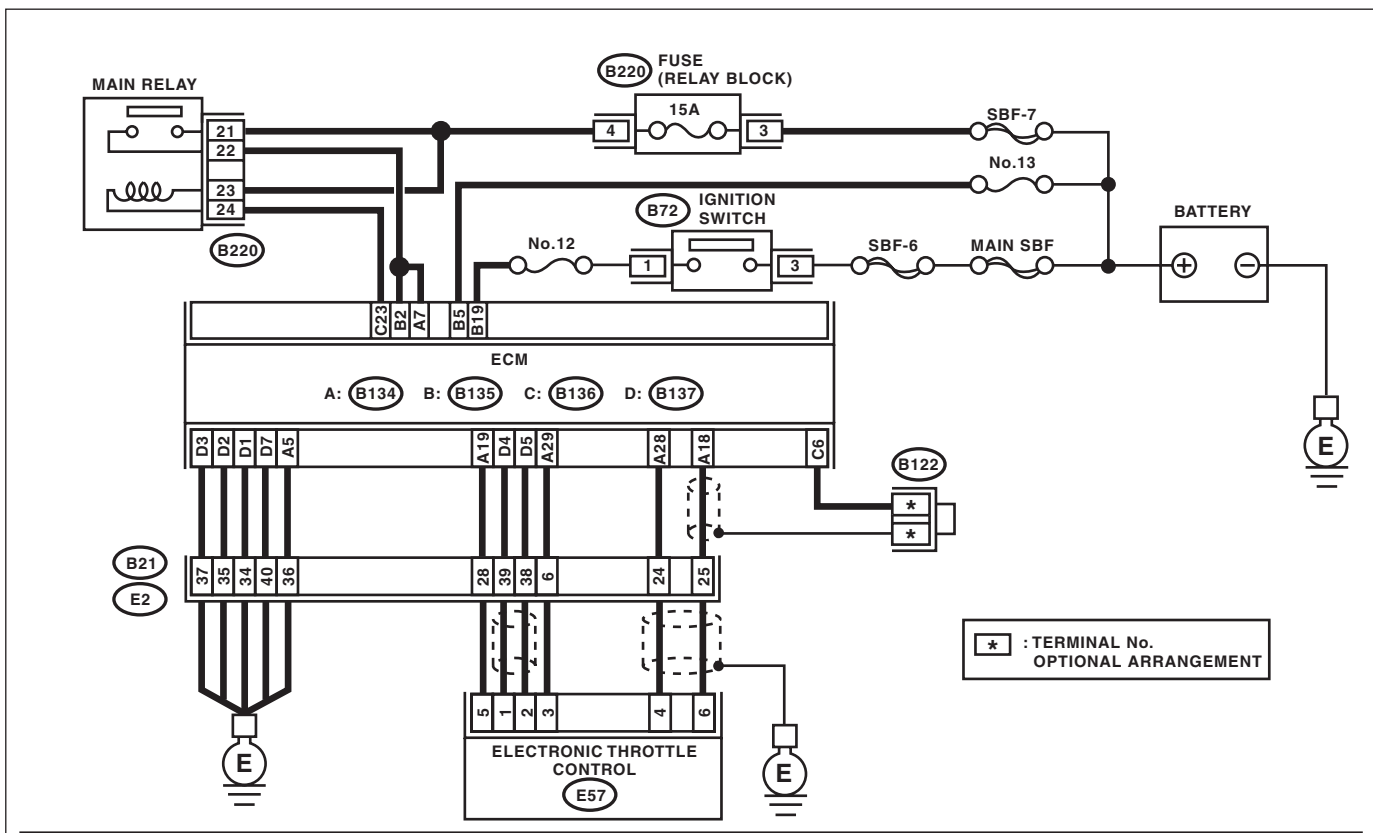 MAIN RELAY
B220
FUSE
(RELAY BLOCK)
15A
4
3
SBF-7
21
22
23
24
B220
No.13
B72
IGNITION
SWITCH
No.12
1
3
SBF-6
MAIN SBF
BATTERY
+
−
C23
B2
A7
B5
B19
ECM
A: B134 B: B135 C: B136 D: B137
D3
D2
D1
D7
A5
A19
D4
D5
A29
A28
A18
C6
B122
*
*
E
B21
E2
37
35
34
40
36
28
39
38
6
24
25
* : TERMINAL No.
OPTIONAL ARRANGEMENT
5
1
2
3
4
6
ELECTRONIC THROTTLE
CONTROL
E57
E
E